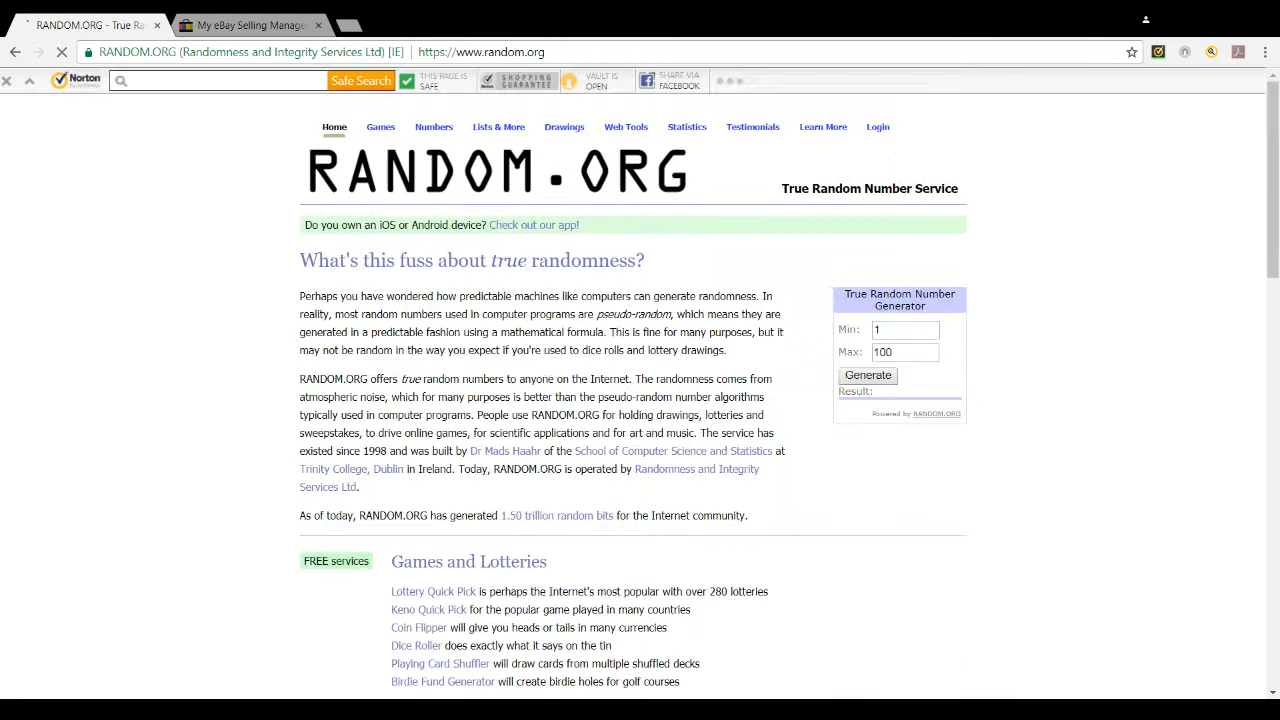 RANDOM.ORG - True Ra
My eBay Selling Manage
RANDOM.ORG (Randomness and Integrity Services Ltd) [IE] https://www.random.org
Norton
by Symantec
Safe Search
THIS PAGE IS
SAFE
Norton SHOPPING
GUARANTEE
VAULT IS
OPEN
SHARE VIA
FACEBOOK
Home Games Numbers Lists & More Drawings Web Tools Statistics Testimonials Learn More Login
RANDOM.ORG
True Random Number Service
Do you own an iOS or Android device? Check out our app!
What's this fuss about true randomness?
Perhaps you have wondered how predictable machines like computers can generate randomness. In
reality, most random numbers used in computer programs are pseudo-random, which means they are
generated in a predictable fashion using a mathematical formula. This is fine for many purposes, but it
may not be random in the way you expect if you're used to dice rolls and lottery drawings.
RANDOM.ORG offers true random numbers to anyone on the Internet. The randomness comes from
atmospheric noise, which for many purposes is better than the pseudo-random number algorithms
typically used in computer programs. People use RANDOM.ORG for holding drawings, lotteries and
sweepstakes, to drive online games, for scientific applications and for art and music. The service has
existed since 1998 and was built by Dr Mads Haahr of the School of Computer Science and Statistics at
Trinity College, Dublin in Ireland. Today, RANDOM.ORG is operated by Randomness and Integrity
Services Ltd.
As of today, RANDOM.ORG has generated 1.50 trillion random bits for the Internet community.
True Random Number
Generator
Min: 1
Max: 100
Generate
Result:
Powered by RANDOM.ORG
FREE services
Games and Lotteries
Lottery Quick Pick is perhaps the Internet's most popular with over 280 lotteries
Keno Quick Pick for the popular game played in many countries
Coin Flipper will give you heads or tails in many currencies
Dice Roller does exactly what it says on the tin
Playing Card Shuffler will draw cards from multiple shuffled decks
Birdie Fund Generator will create birdie holes for golf courses